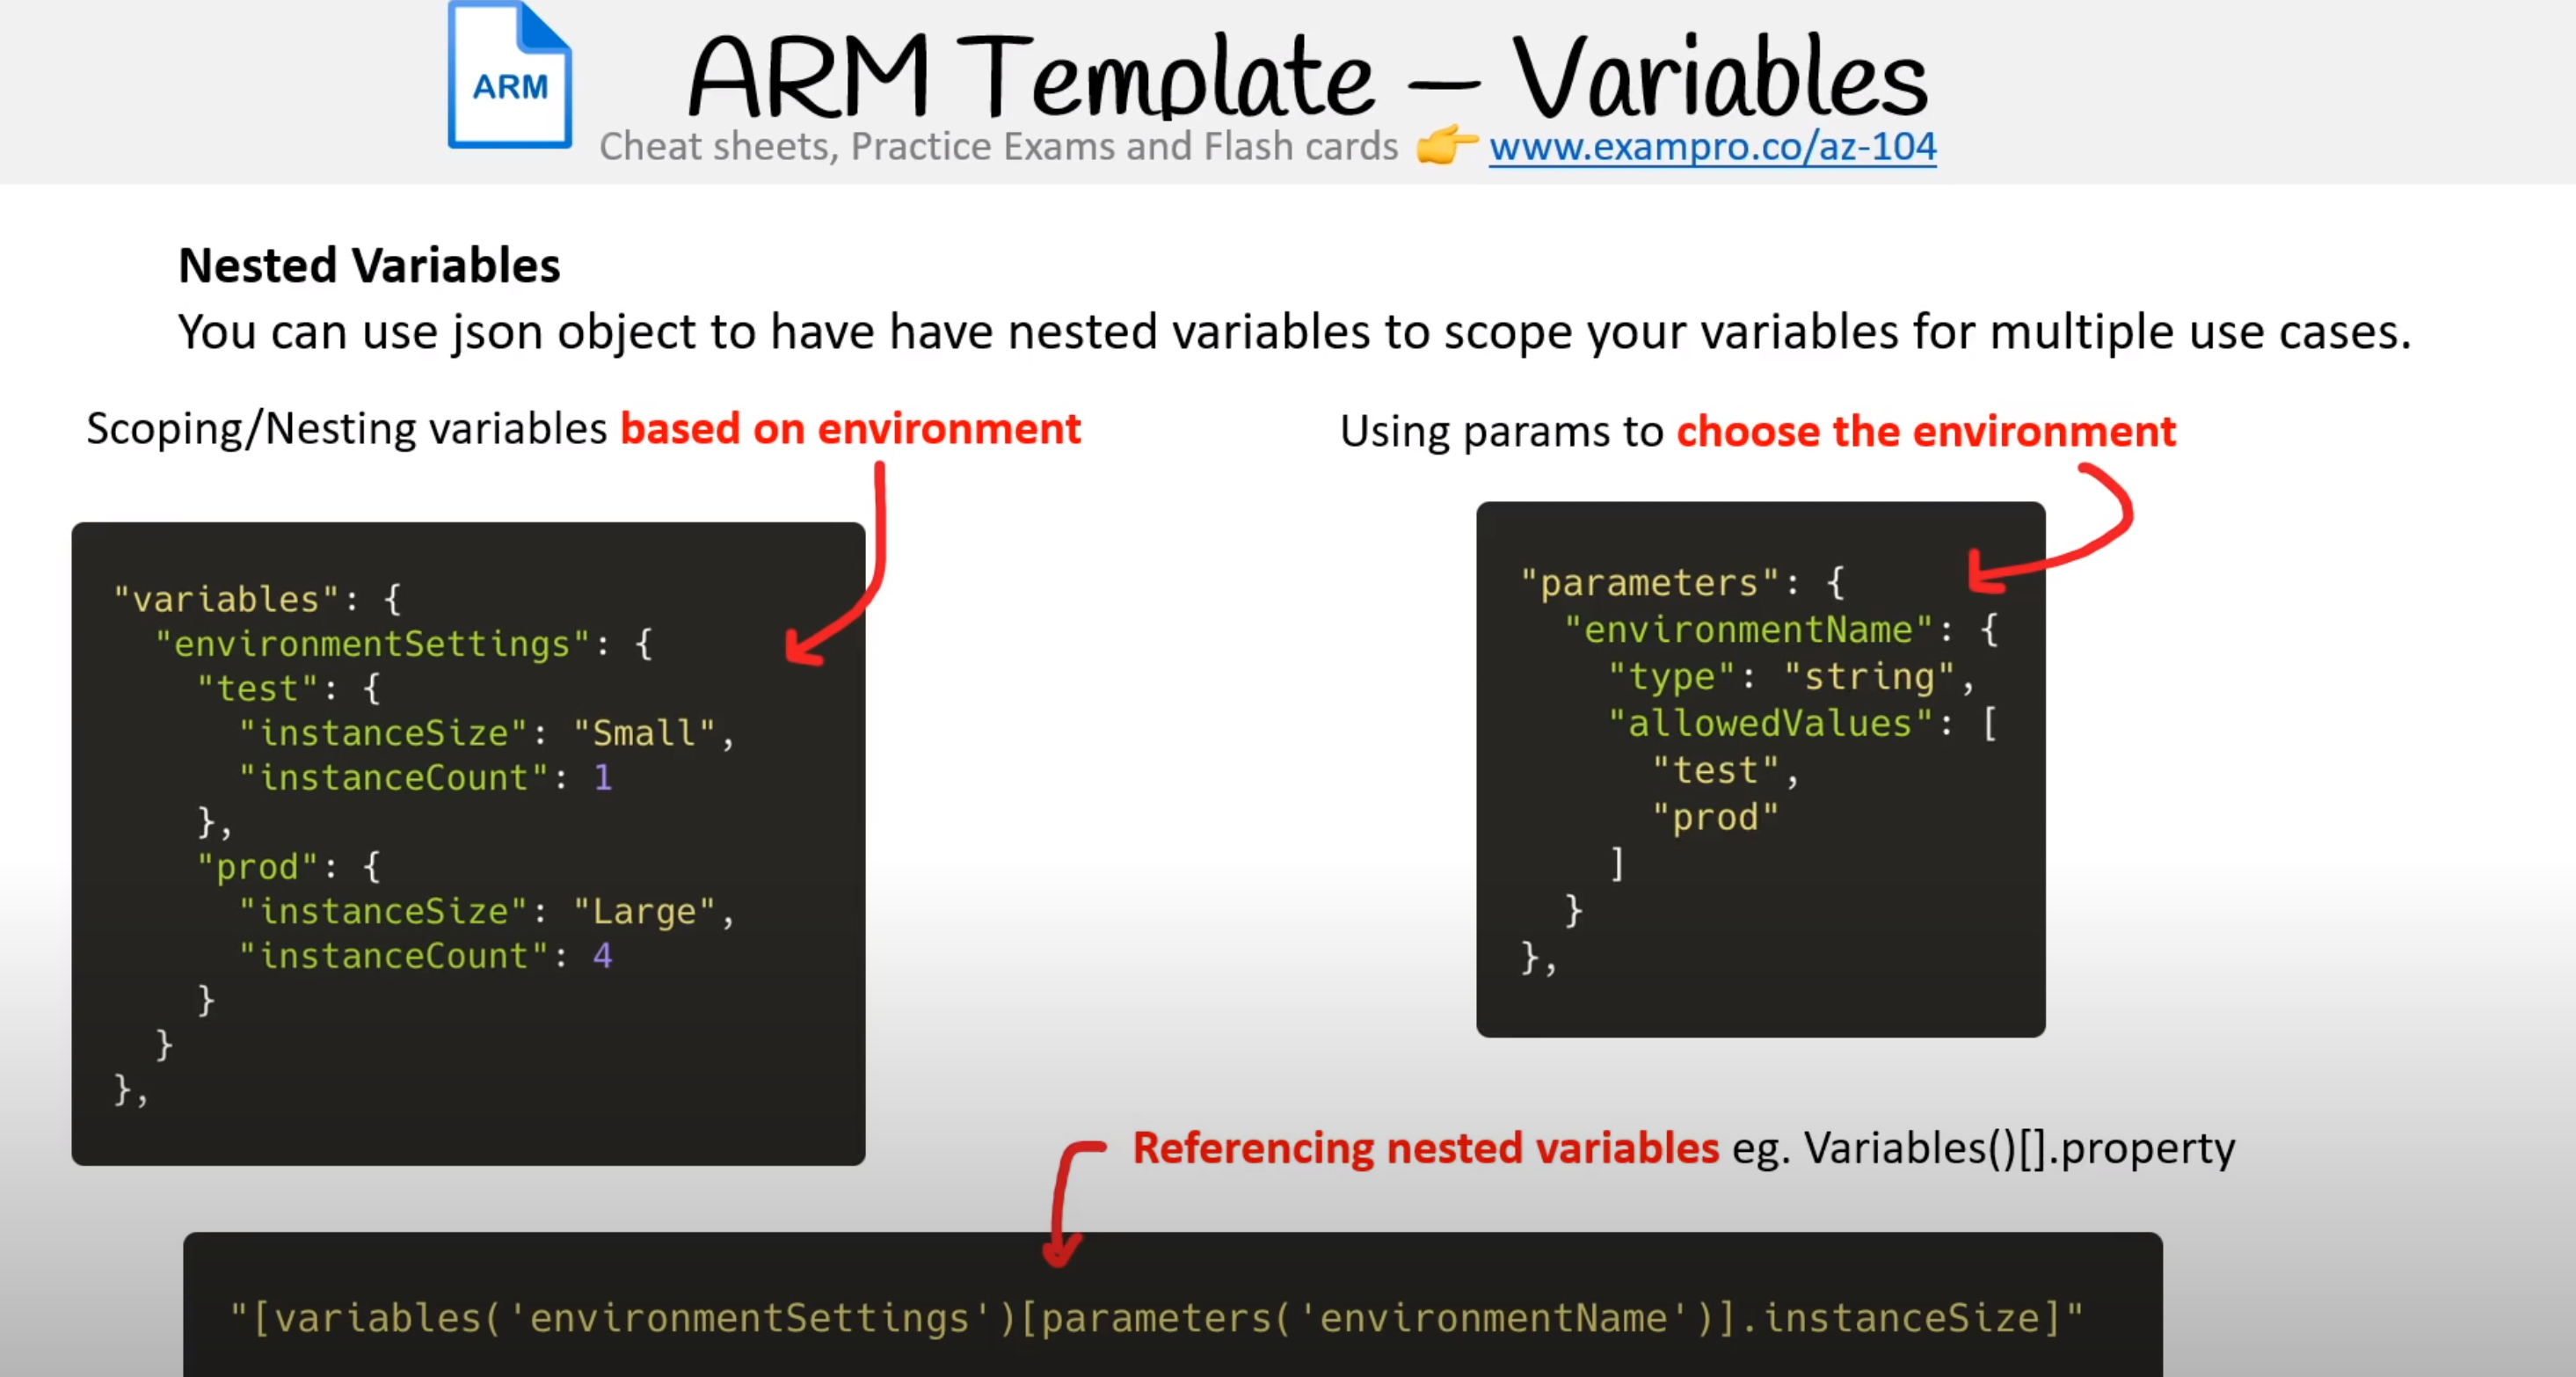 ARM
ARM Template – Variables
Cheat sheets, Practice Exams and Flash cards 👉 www.exampro.co/az-104
Nested Variables
You can use json object to have have nested variables to scope your variables for multiple use cases.
Scoping/Nesting variables based on environment
"variables": {
  "environmentSettings": {
    "test": {
      "instanceSize": "Small",
      "instanceCount": 1
    },
    "prod": {
      "instanceSize": "Large",
      "instanceCount": 4
    }
  }
},
Using params to choose the environment
"parameters": {
  "environmentName": {
    "type": "string",
    "allowedValues": [
      "test",
      "prod"
    ]
  }
},
Referencing nested variables eg. Variables()[].property
"[variables('environmentSettings')[parameters('environmentName')].instanceSize]"